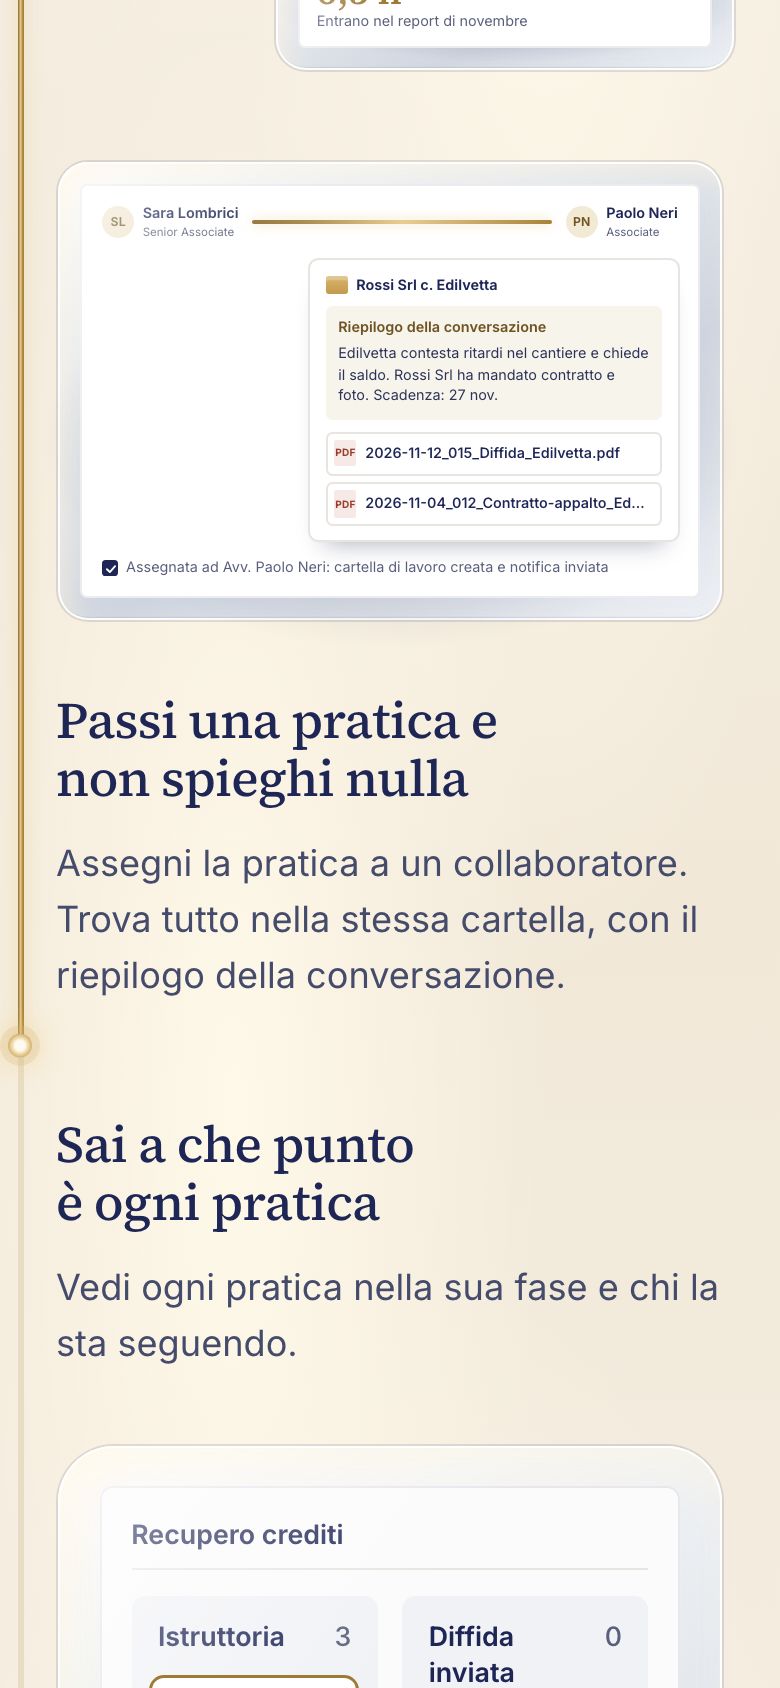 Entrano nel report di novembre
SL
Sara Lombrici
Senior Associate
PN
Paolo Neri
Associate
Rossi Srl c. Edilvetta
Riepilogo della conversazione
Edilvetta contesta ritardi nel cantiere e chiede
il saldo. Rossi Srl ha mandato contratto e
foto. Scadenza: 27 nov.
PDF 2026-11-12_015_Diffida_Edilvetta.pdf
PDF 2026-11-04_012_Contratto-appalto_Ed...
Assegnata ad Avv. Paolo Neri: cartella di lavoro creata e notifica inviata
Passi una pratica e
non spieghi nulla
Assegni la pratica a un collaboratore.
Trova tutto nella stessa cartella, con il
riepilogo della conversazione.
Sai a che punto
è ogni pratica
Vedi ogni pratica nella sua fase e chi la
sta seguendo.
Recupero crediti
Istruttoria 3
Diffida 0
inviata